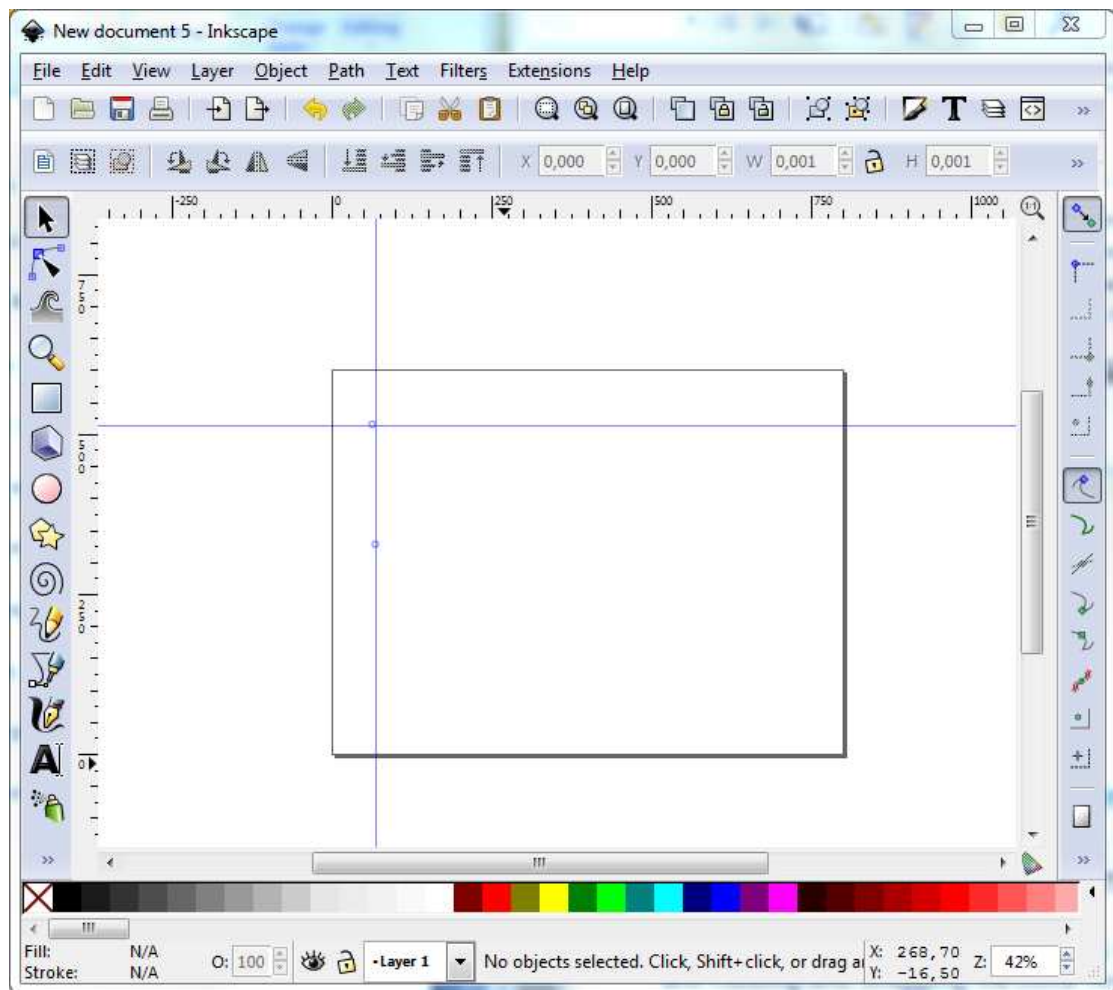 New document 5 - Inkscape
File Edit View Layer Object Path Text Filters Extensions Help
X 0,000 Y 0,000 W 0,001 H 0,001
-250 0 250 500 750 1000
750
500
250
0
Fill: N/A
Stroke: N/A
O: 100
-Layer 1
No objects selected. Click, Shift+click, or drag a
X: 268,70
Y: -16,50
Z: 42%